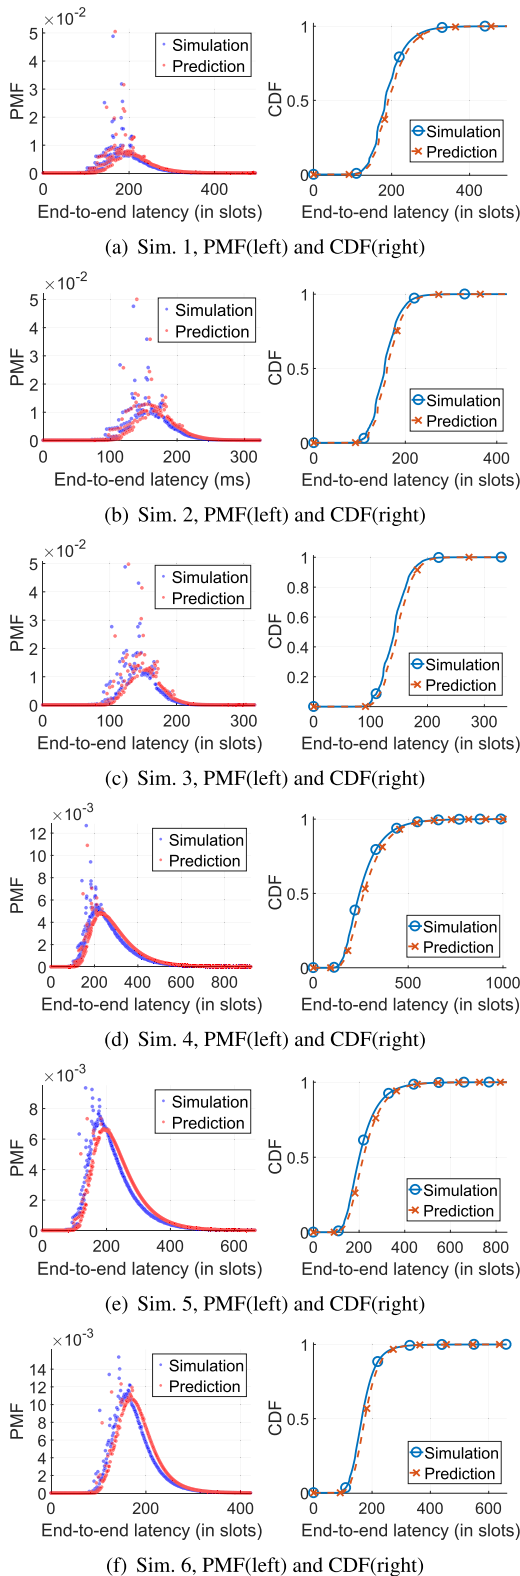 ×10-2
5
4
3
2
1
0
PMF
Simulation
Prediction
0 200 400
End-to-end latency (in slots)
1
0.5
0
CDF
Simulation
Prediction
0 200 400
End-to-end latency (in slots)
(a) Sim. 1, PMF(left) and CDF(right)
×10-2
5
4
3
2
1
0
PMF
Simulation
Prediction
0 100 200 300
End-to-end latency (ms)
1
0.5
0
CDF
Simulation
Prediction
0 200 400
End-to-end latency (in slots)
(b) Sim. 2, PMF(left) and CDF(right)
×10-2
5
4
3
2
1
0
PMF
Simulation
Prediction
0 100 200 300
End-to-end latency (in slots)
1
0.8
0.6
0.4
0.2
CDF
Simulation
Prediction
0 100 200 300
End-to-end latency (in slots)
(c) Sim. 3, PMF(left) and CDF(right)
×10-3
12
10
8
6
4
2
0
PMF
Simulation
Prediction
0 200 400 600 800
End-to-end latency (in slots)
1
0.5
0
CDF
Simulation
Prediction
0 500 1000
End-to-end latency (in slots)
(d) Sim. 4, PMF(left) and CDF(right)
×10-3
8
6
4
2
0
PMF
Simulation
Prediction
0 200 400 600
End-to-end latency (in slots)
1
0.5
0
CDF
Simulation
Prediction
0 200 400 600 800
End-to-end latency (in slots)
(e) Sim. 5, PMF(left) and CDF(right)
×10-3
14
12
10
8
6
4
2
0
PMF
Simulation
Prediction
0 200 400
End-to-end latency (in slots)
1
0.5
0
CDF
Simulation
Prediction
0 200 400 600
End-to-end latency (in slots)
(f) Sim. 6, PMF(left) and CDF(right)